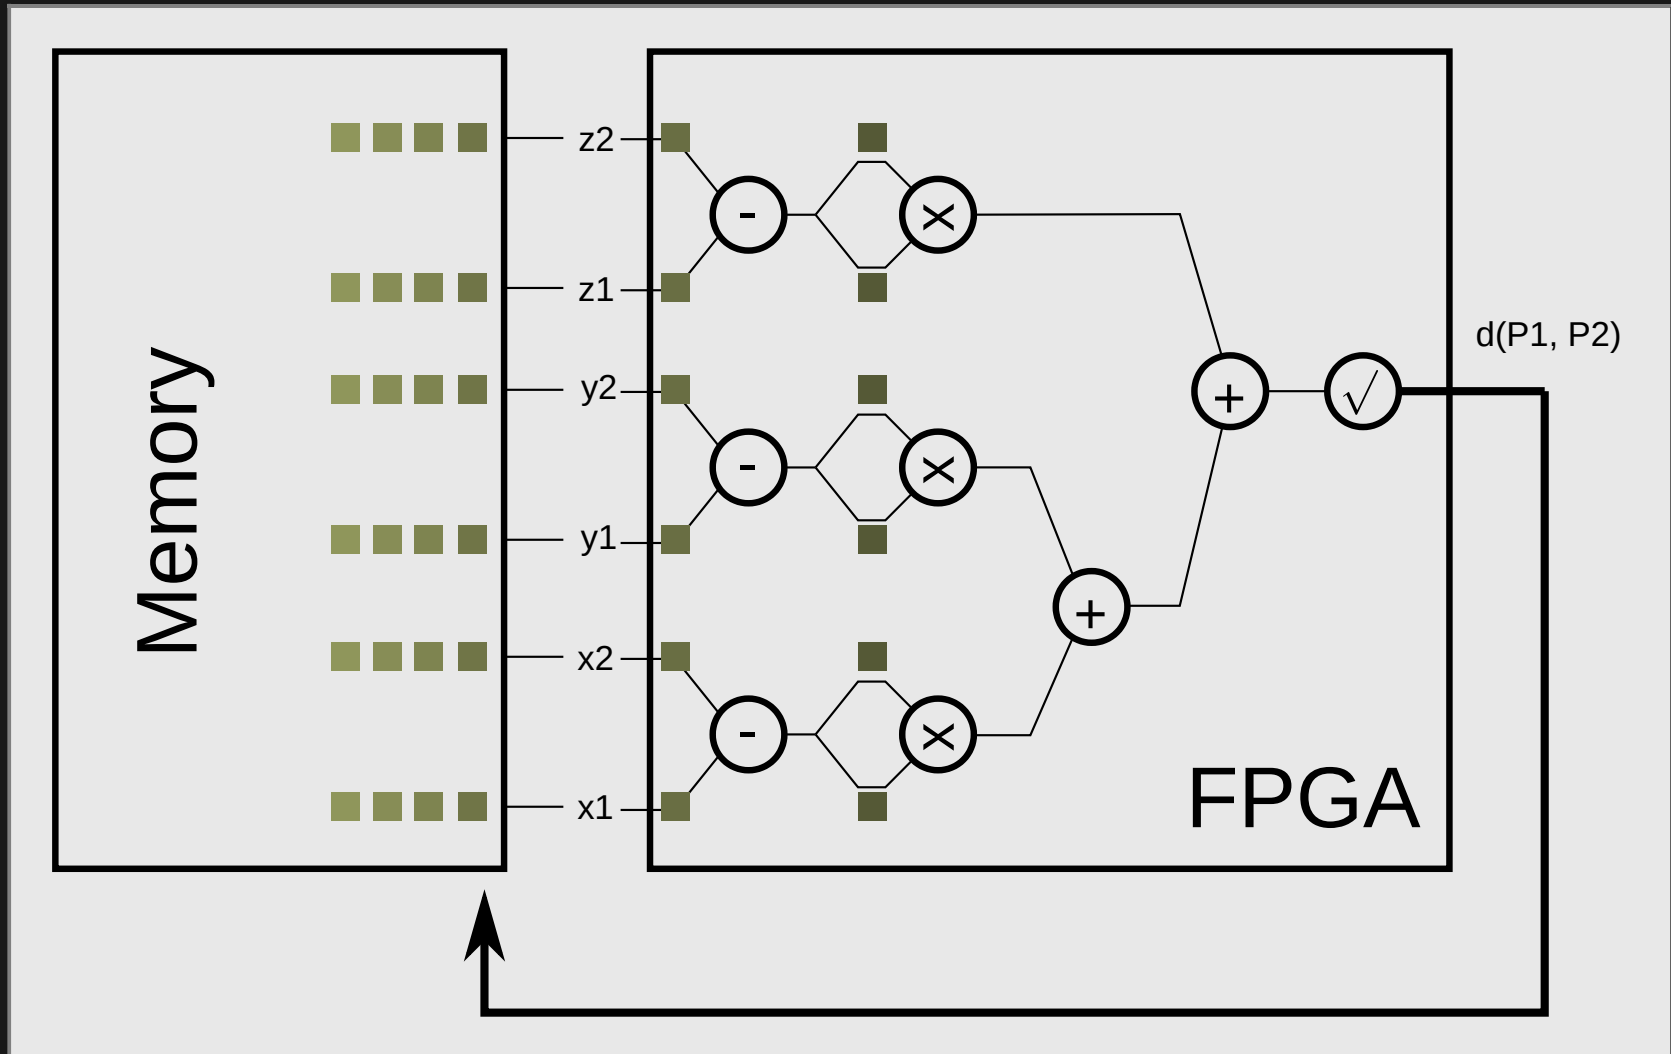 Memory
z2
z1
y2
y1
x2
x1
-
x
-
x
-
x
+
+
√
d(P1, P2)
FPGA